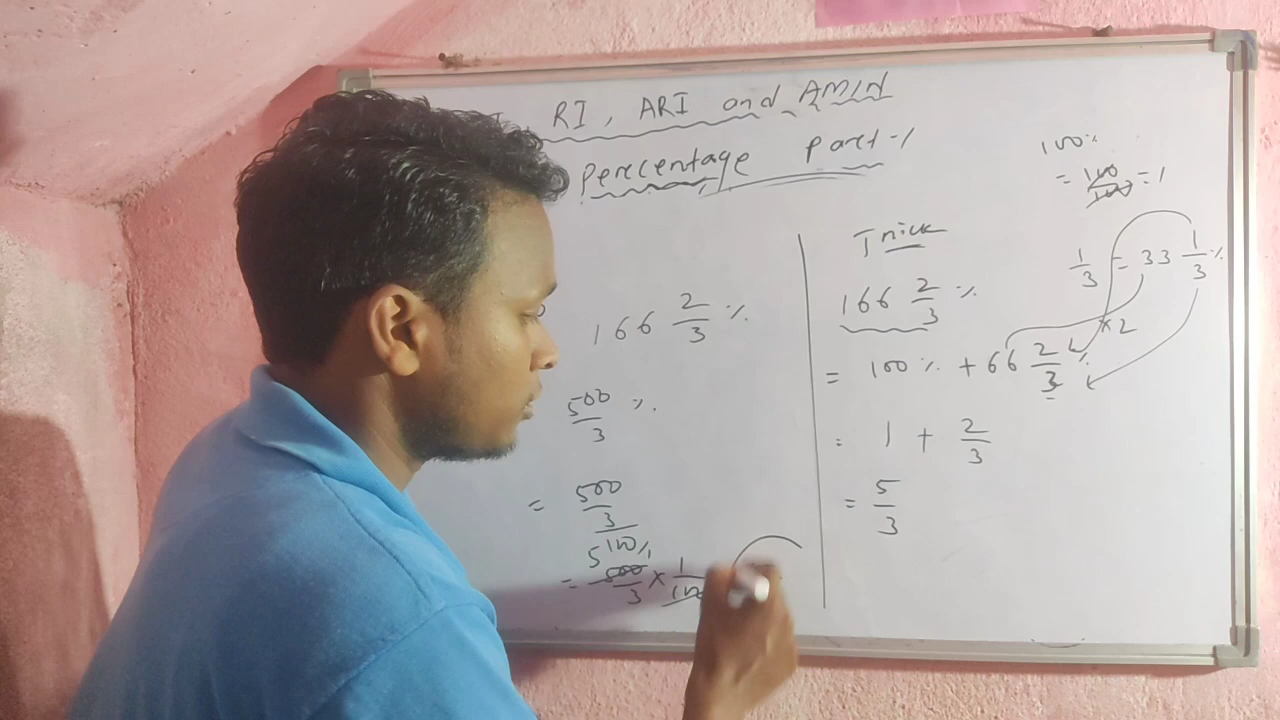 RI, ARI and AMIN
Percentage Part-1
166 2/3 %
500/3 %.
= 500/3
= 500/3 × 1/100
Trick
166 2/3 %
= 100% + 66 2/3 %
= 1 + 2/3
= 5/3
100%
= 100/100 = 1
1/3 = 33 1/3 %
×2